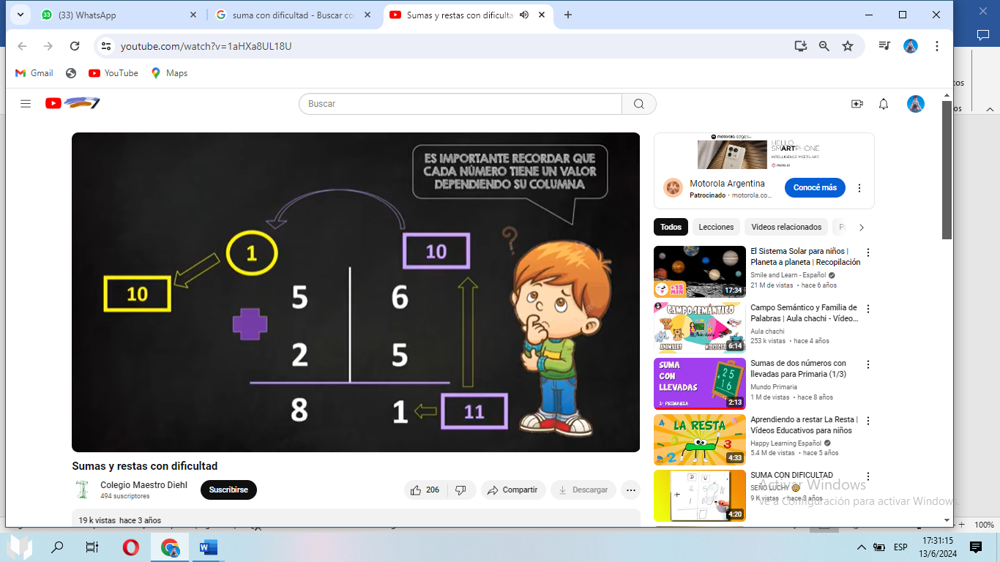 (33) WhatsApp
suma con dificultad - Buscar co
Sumas y restas con dificulta
youtube.com/watch?v=1aHXa8UL18U
Gmail
YouTube
Maps
Buscar
ES IMPORTANTE RECORDAR QUE
CADA NÚMERO TIENE UN VALOR
DEPENDIENDO SU COLUMNA
1
10
10
5 6
2 5
8 1
11
?
Sumas y restas con dificultad
Colegio Maestro Diehl
494 suscriptores
Suscribirse
206
Compartir
Descargar
19 k vistas hace 3 años
motorola edge
HELLO
SMARTPHONE
INTELLIGENCE MEETS ART.
moto ai
Motorola Argentina
Patrocinado · motorola.co...
Conocé más
Todos
Lecciones
Videos relacionados
El Sistema Solar para niños |
Planeta a planeta | Recopilación
Smile and Learn - Español
21 M de vistas • hace 6 años
+15
MIN
17:34
CAMPO SEMÁNTICO
Aula chachi
ANIMALES
6:14
Campo Semántico y Familia de
Palabras | Aula chachi - Vídeo...
Aula chachi
253 k vistas • hace 4 años
SUMA
CON
LLEVADAS
1º PRIMARIA
25
+16
2:13
Sumas de dos números con
llevadas para Primaria (1/3)
Mundo Primaria
1 M de vistas • hace 8 años
LA RESTA
4:33
Aprendiendo a restar La Resta |
Vídeos Educativos para niños
Happy Learning Español
5.4 M de vistas • hace 5 años
D U
4:20
SUMA CON DIFICULTAD
SEÑO LUCHY
9 K vistas • hace 3 años
Activar Windows
Ve a Configuración para activar Windows.
tos
os
100%
ESP
17:31:15
13/6/2024